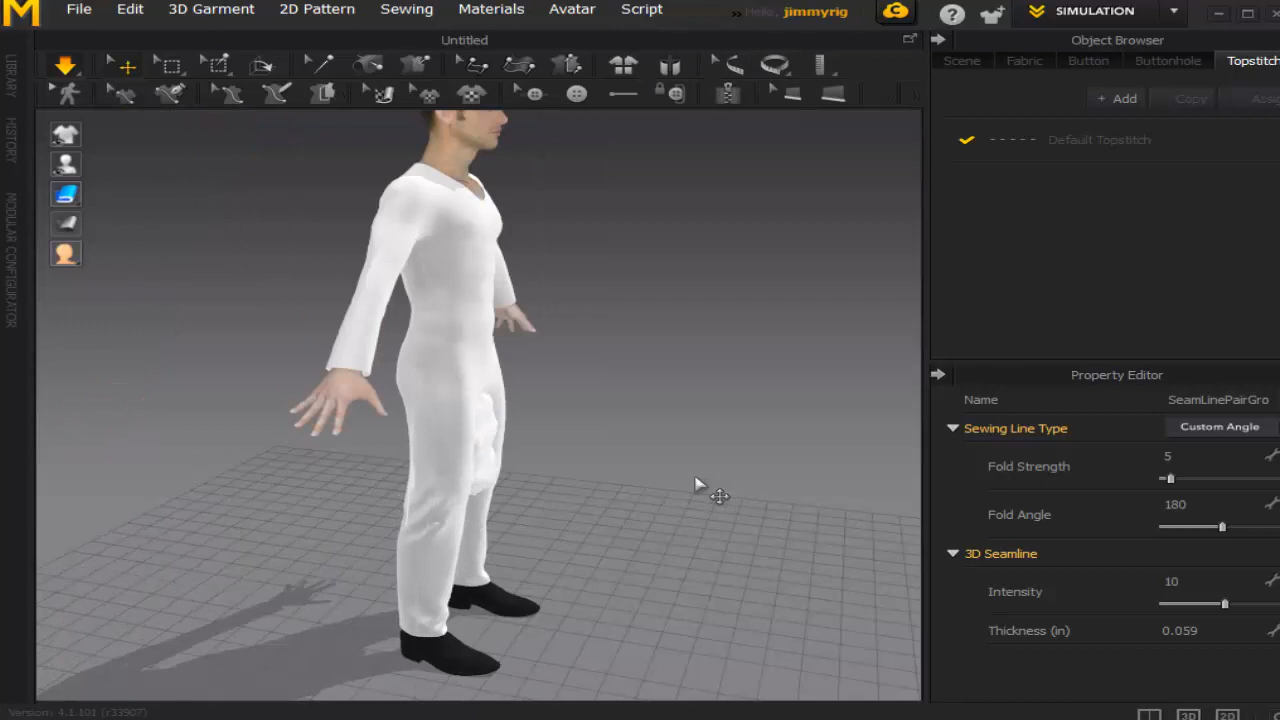 M File Edit 3D Garment 2D Pattern Sewing Materials Avatar Script » Hello, jimmyrig C ? SIMULATION
Untitled
Object Browser
Scene Fabric Button Buttonhole Topstitch
+ Add Copy Assig
Default Topstitch
LIBRARY
HISTORY
MODULAR CONFIGURATOR
Property Editor
Name SeamLinePairGro
Sewing Line Type Custom Angle
Fold Strength 5
Fold Angle 180
3D Seamline
Intensity 10
Thickness (in) 0.059
Version: 4.1.101 (r33907)
3D 2D